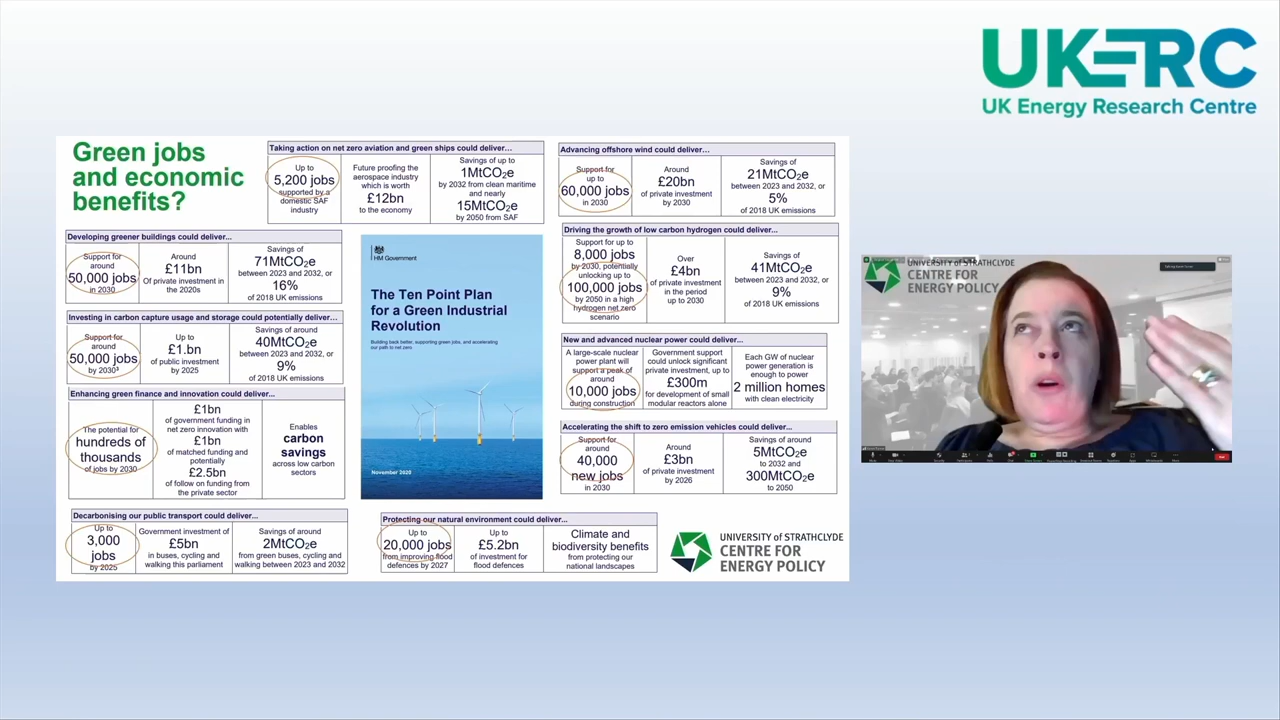 UKERC
UK Energy Research Centre
Green jobs
and economic
benefits?
Taking action on net zero aviation and green ships could deliver…
Up to
5,200 jobs
supported by a
domestic SAF
industry
Future proofing the
aerospace industry
which is worth
£12bn
to the economy
Savings of up to
1MtCO2e
by 2032 from clean maritime
and nearly
15MtCO2e
by 2050 from SAF
Advancing offshore wind could deliver…
Support for
up to
60,000 jobs
in 2030
Around
£20bn
of private investment
by 2030
Savings of
21MtCO2e
between 2023 and 2032, or
5%
of 2018 UK emissions
Developing greener buildings could deliver...
Support for
around
50,000 jobs
in 2030
Around
£11bn
Of private investment in
the 2020s
Savings of
71MtCO2e
between 2023 and 2032, or
16%
of 2018 UK emissions
Driving the growth of low carbon hydrogen could deliver...
Support for up to
8,000 jobs
by 2030, potentially
unlocking up to
100,000 jobs
by 2050 in a high
hydrogen net zero
scenario
Over
£4bn
of private investment
in the period
up to 2030
Savings of
41MtCO2e
between 2023 and 2032, or
9%
of 2018 UK emissions
Investing in carbon capture usage and storage could potentially deliver…
Support for
around
50,000 jobs
by 2030³
Up to
£1.bn
of public investment
by 2025
Savings of around
40MtCO2e
between 2023 and 2032, or
9%
of 2018 UK emissions
HM Government
The Ten Point Plan
for a Green Industrial
Revolution
Building back better, supporting green jobs, and accelerating
our path to net zero
November 2020
New and advanced nuclear power could deliver...
A large-scale nuclear
power plant will
support a peak of
around
10,000 jobs
during construction
Government support
could unlock significant
private investment, up to
£300m
for development of small
modular reactors alone
Each GW of nuclear
power generation is
enough to power
2 million homes
with clean electricity
Enhancing green finance and innovation could deliver...
The potential for
hundreds of
thousands
of jobs by 2030
£1bn
of government funding in
net zero innovation with
£1bn
of matched funding and
potentially
£2.5bn
of follow on funding from
the private sector
Enables
carbon
savings
across low carbon
sectors
Accelerating the shift to zero emission vehicles could deliver...
Support for
around
40,000
new jobs
in 2030
Around
£3bn
of private investment
by 2026
Savings of around
5MtCO2e
to 2032 and
300MtCO2e
to 2050
Decarbonising our public transport could deliver...
Up to
3,000
jobs
by 2025
Government investment of
£5bn
in buses, cycling and
walking this parliament
Savings of around
2MtCO2e
from green buses, cycling and
walking between 2023 and 2032
Protecting our natural environment could deliver...
Up to
20,000 jobs
from improving flood
defences by 2027
Up to
£5.2bn
of investment for
flood defences
Climate and
biodiversity benefits
from protecting our
national landscapes
UNIVERSITY OF STRATHCLYDE
CENTRE FOR
ENERGY POLICY
UNIVERSITY of STRATHCLYDE
CENTRE FOR
ENERGY POLICY